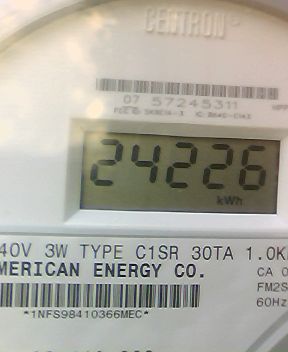 CENTRON
07 57245311
24226
kWh
40V 3W TYPE C1SR 30TA 1.0K
MERICAN ENERGY CO.
CA 0
FM2S
60Hz
*1NFS98410366MEC*